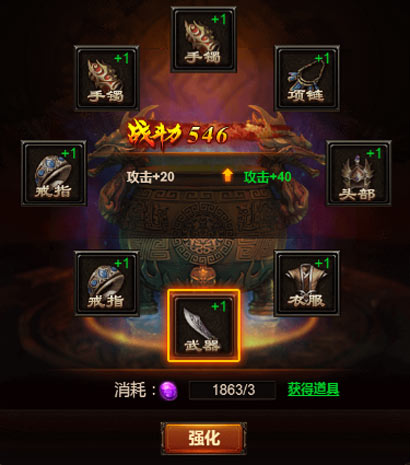 +1
手镯
+1
手镯
+1
项链
战斗力 546
+1
戒指
攻击+20
攻击+40
+1
头部
+1
戒指
+1
衣服
+1
武器
消耗：
1863/3
获得道具
强化